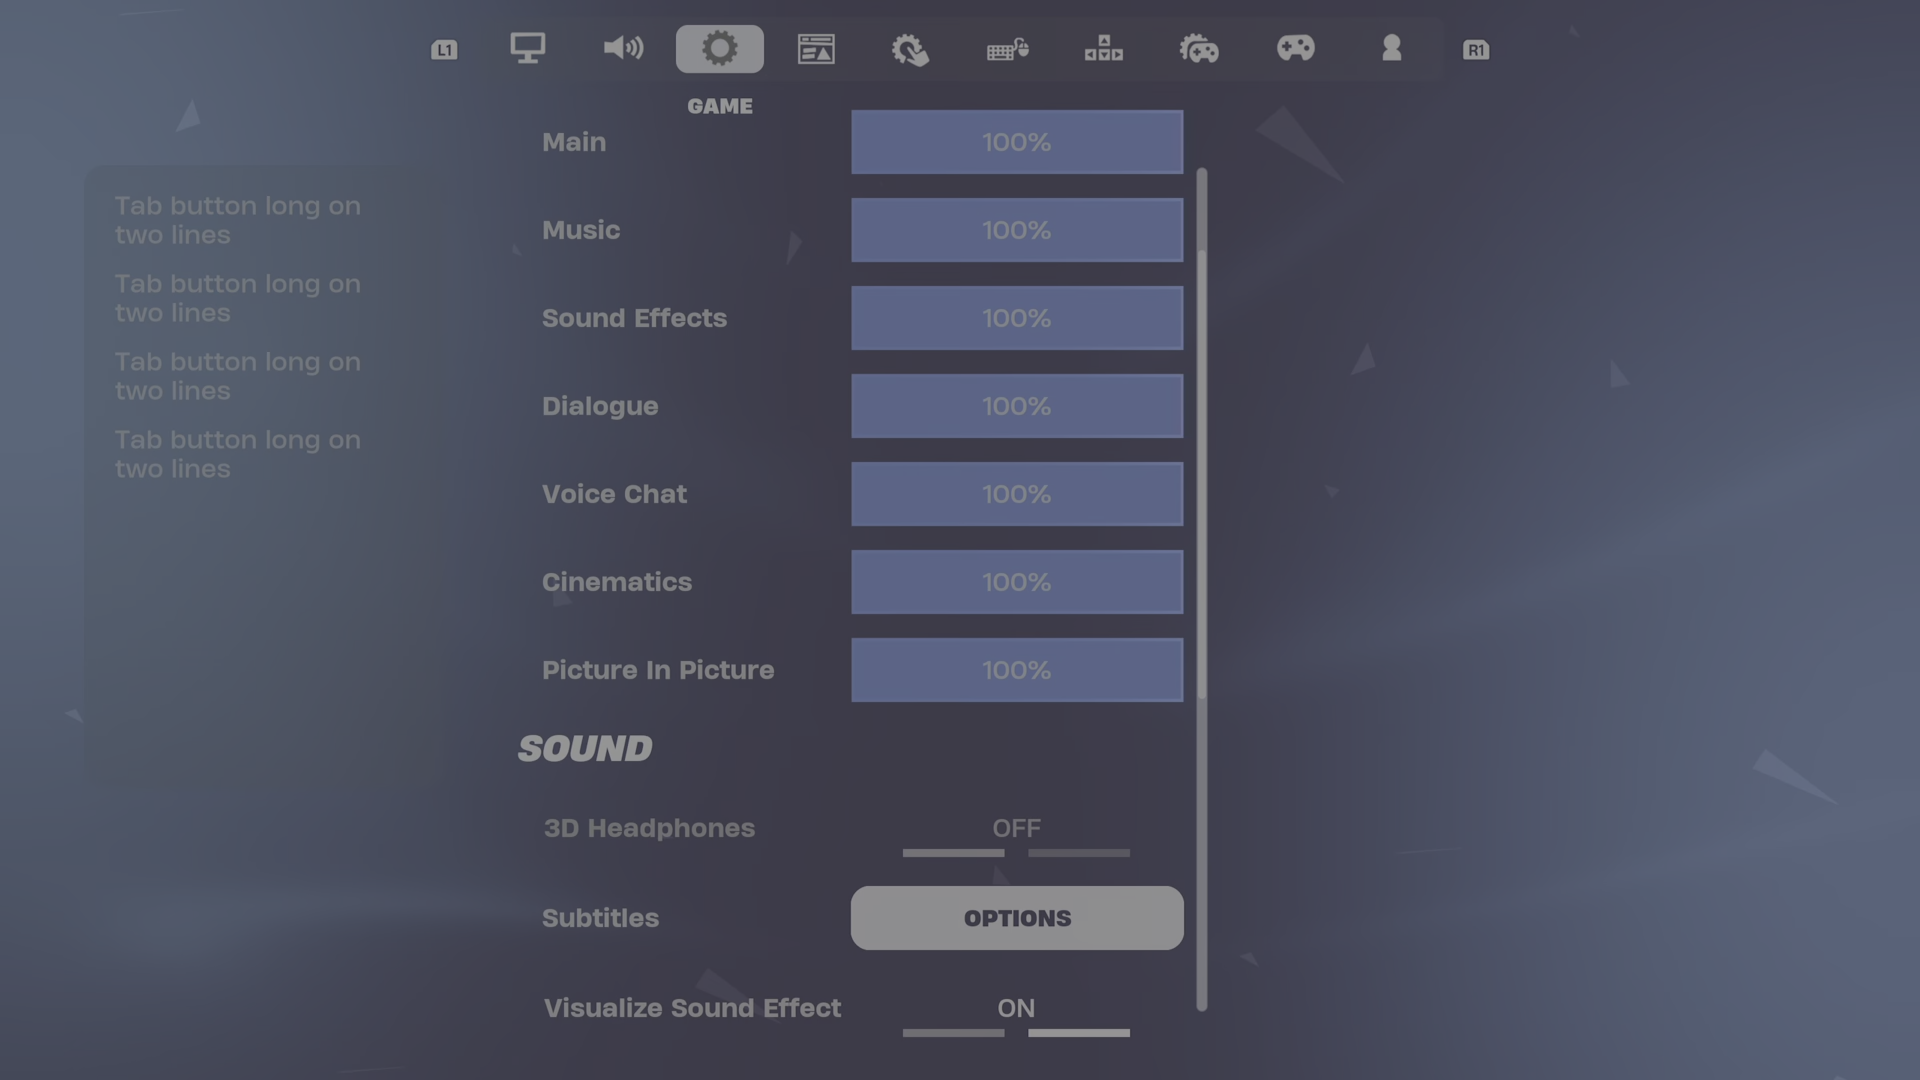 L1
R1
GAME
Tab button long on
two lines
Tab button long on
two lines
Tab button long on
two lines
Tab button long on
two lines
Main 100%
Music 100%
Sound Effects 100%
Dialogue 100%
Voice Chat 100%
Cinematics 100%
Picture In Picture 100%
SOUND
3D Headphones OFF
Subtitles OPTIONS
Visualize Sound Effect ON